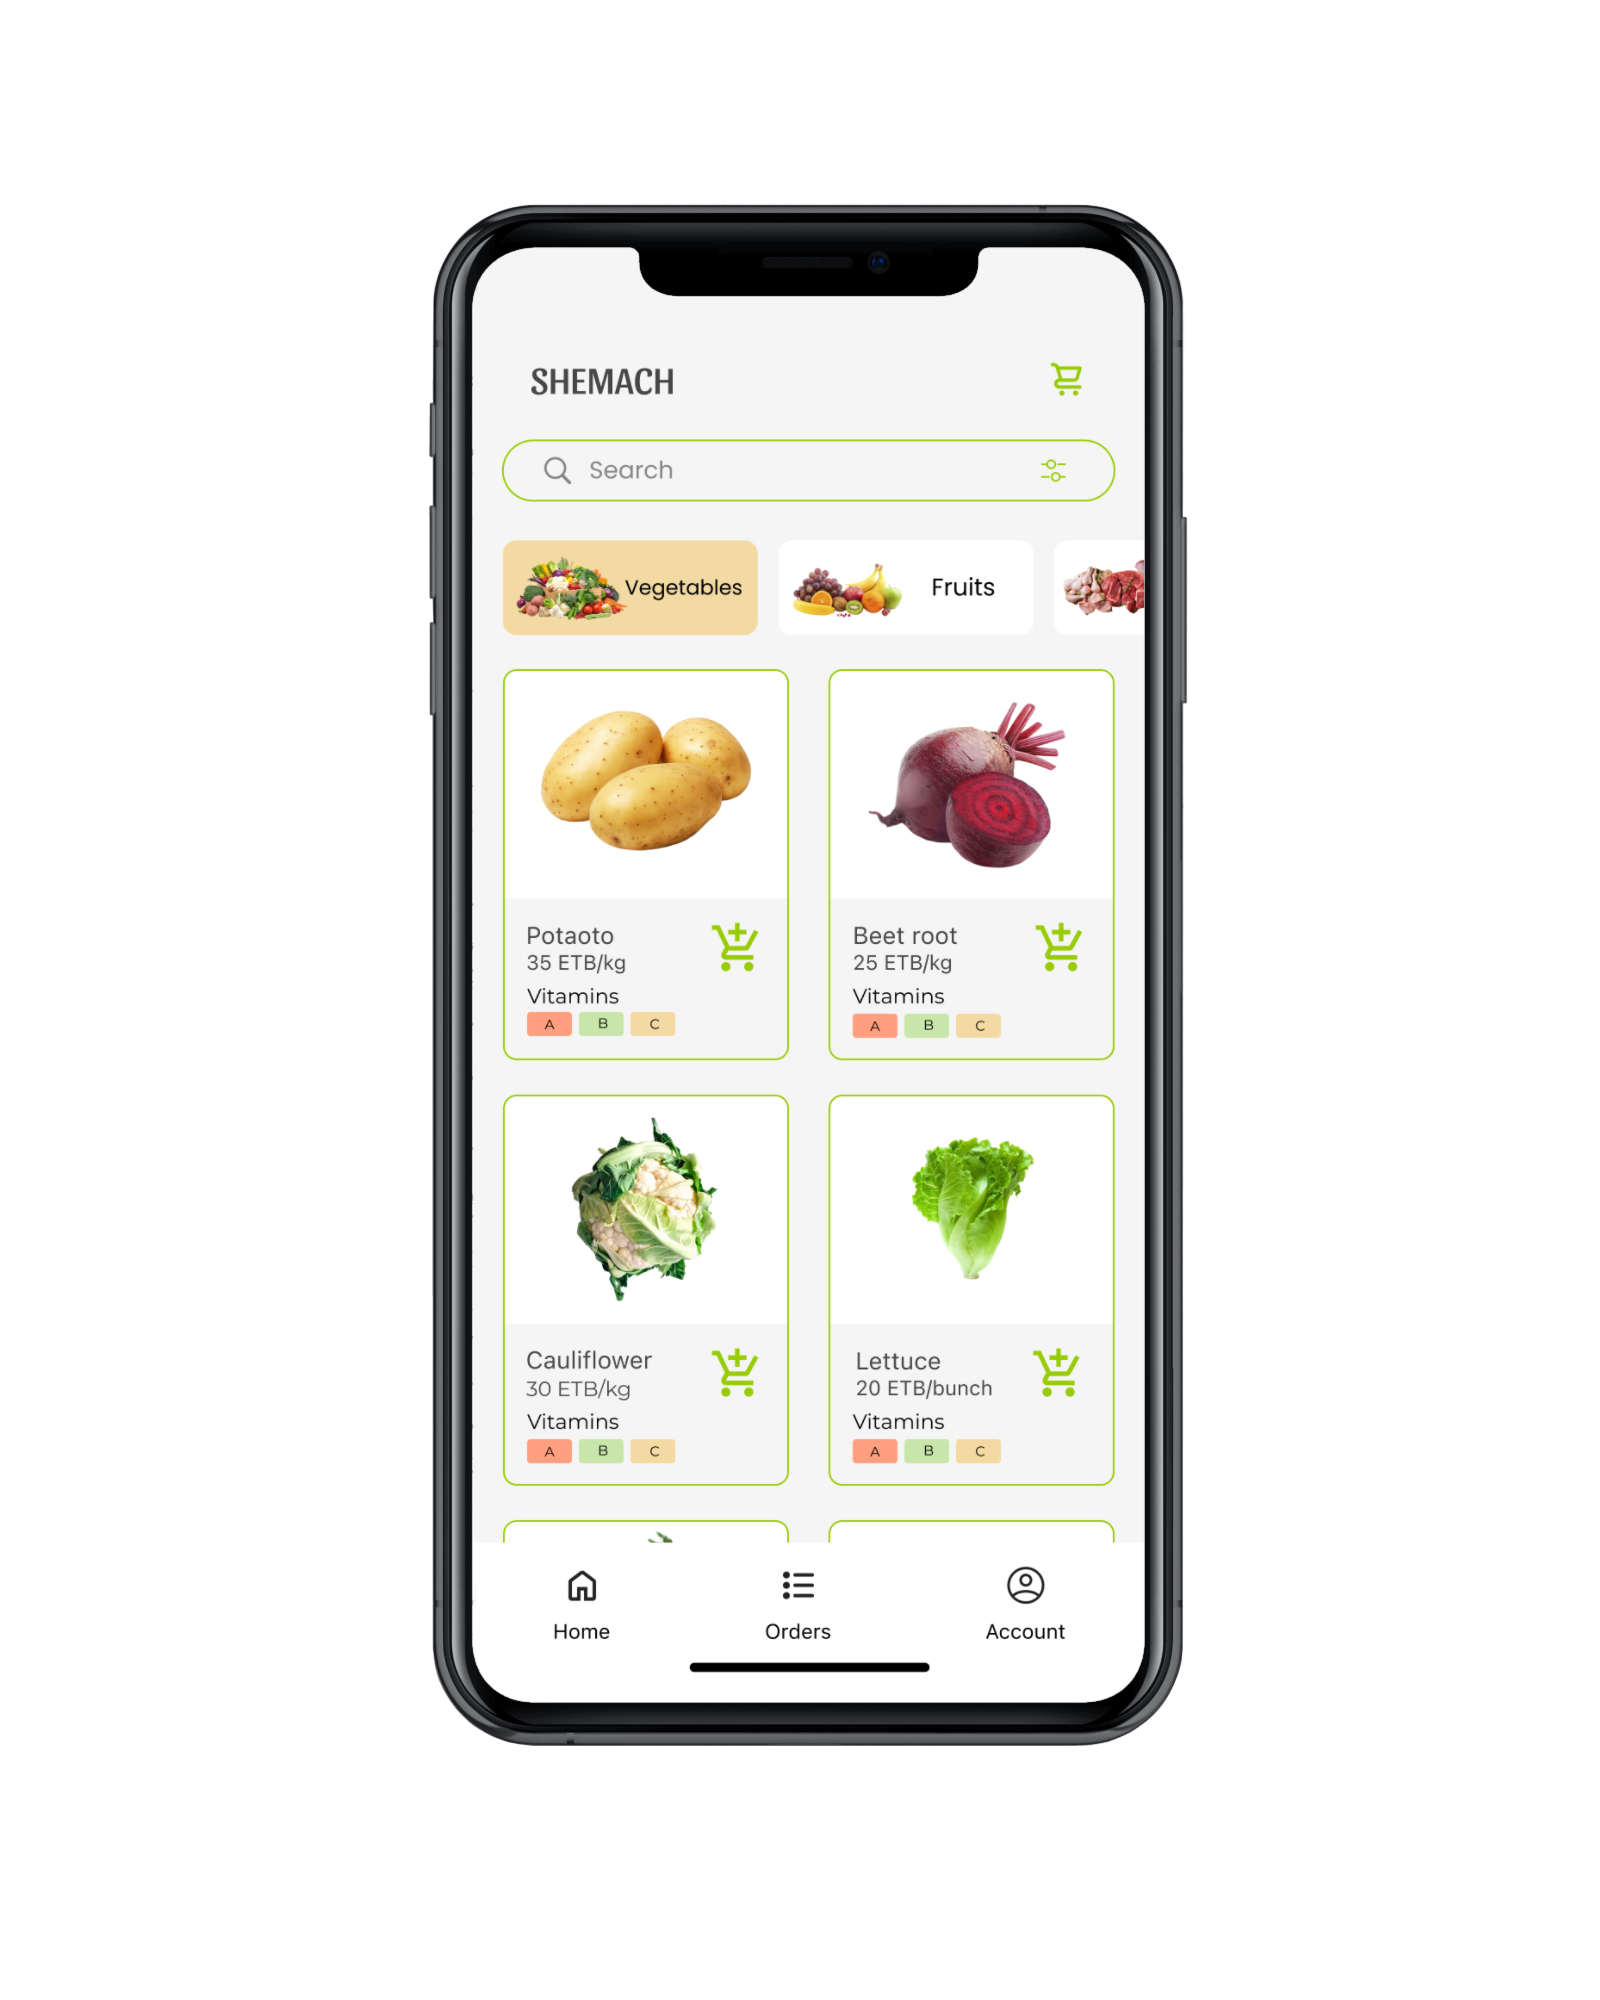 SHEMACH
Search
Vegetables
Fruits
Potaoto
35 ETB/kg
Vitamins
A B C
Beet root
25 ETB/kg
Vitamins
A B C
Cauliflower
30 ETB/kg
Vitamins
A B C
Lettuce
20 ETB/bunch
Vitamins
A B C
Home
Orders
Account